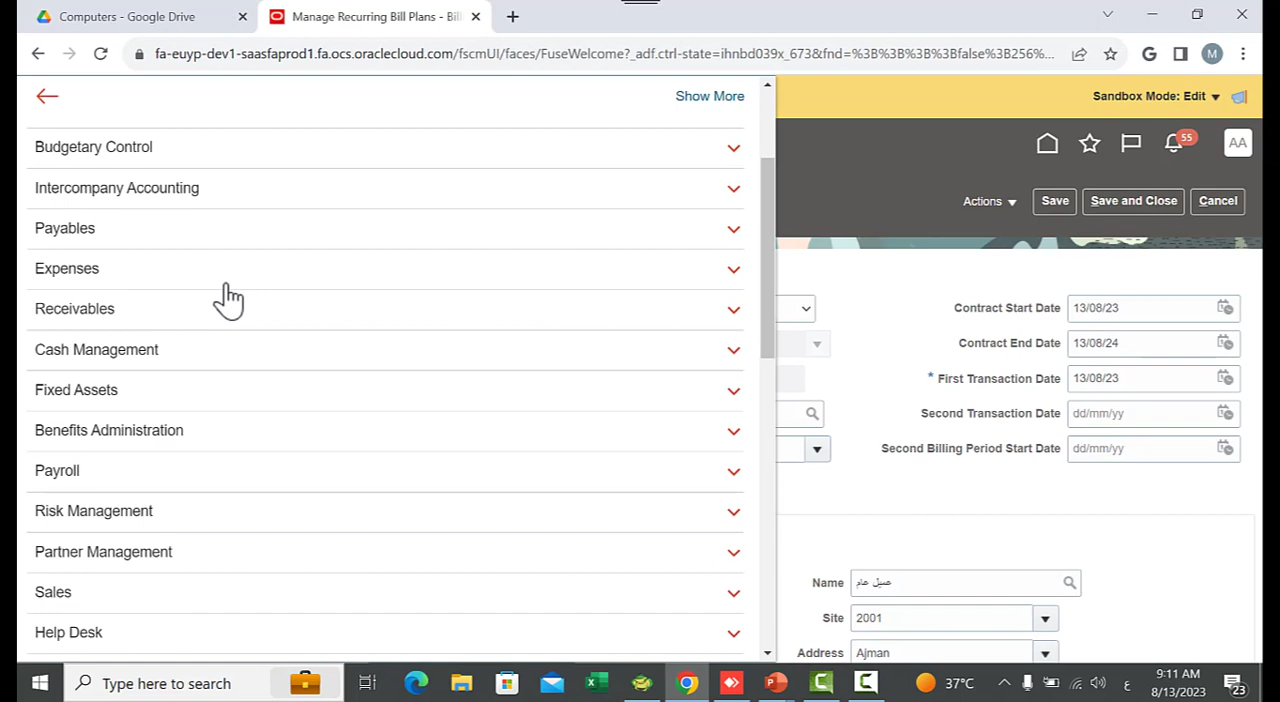 Computers - Google Drive
Manage Recurring Bill Plans - Bil
fa-euyp-dev1-saasfaprod1.fa.ocs.oraclecloud.com/fscmUI/faces/FuseWelcome?_adf.ctrl-state=ihnbd039x_673&fnd=%3B%3B%3B%3Bfalse%3B256%...
M
Show More
Sandbox Mode: Edit
55
AA
Actions
Save
Save and Close
Cancel
Budgetary Control
Intercompany Accounting
Payables
Expenses
Receivables
Cash Management
Fixed Assets
Benefits Administration
Payroll
Risk Management
Partner Management
Sales
Help Desk
Contract Start Date 13/08/23
Contract End Date 13/08/24
* First Transaction Date 13/08/23
Second Transaction Date dd/mm/yy
Second Billing Period Start Date dd/mm/yy
Name عميل عام
Site 2001
Address Ajman
Type here to search
37°C
ع
9:11 AM
8/13/2023
23